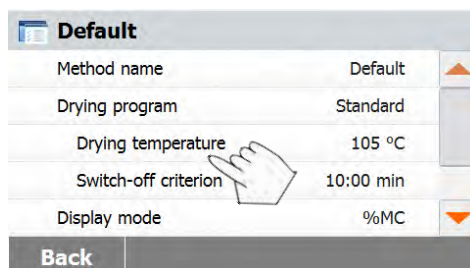 Default
Method name Default
Drying program Standard
Drying temperature 105 °C
Switch-off criterion 10:00 min
Display mode %MC
Back